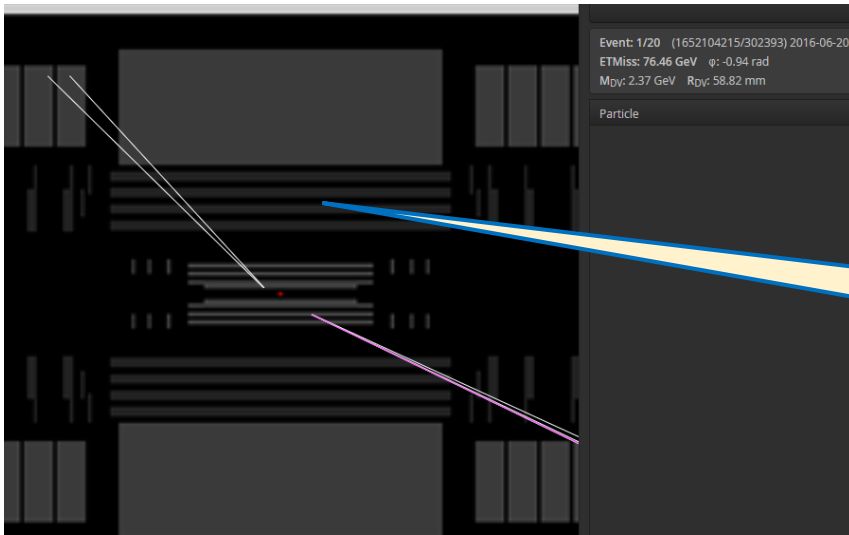 Event: 1/20 (1652104215/302393) 2016-06-20
ETMiss: 76.46 GeV φ: -0.94 rad
MDV: 2.37 GeV RDV: 58.82 mm
Particle